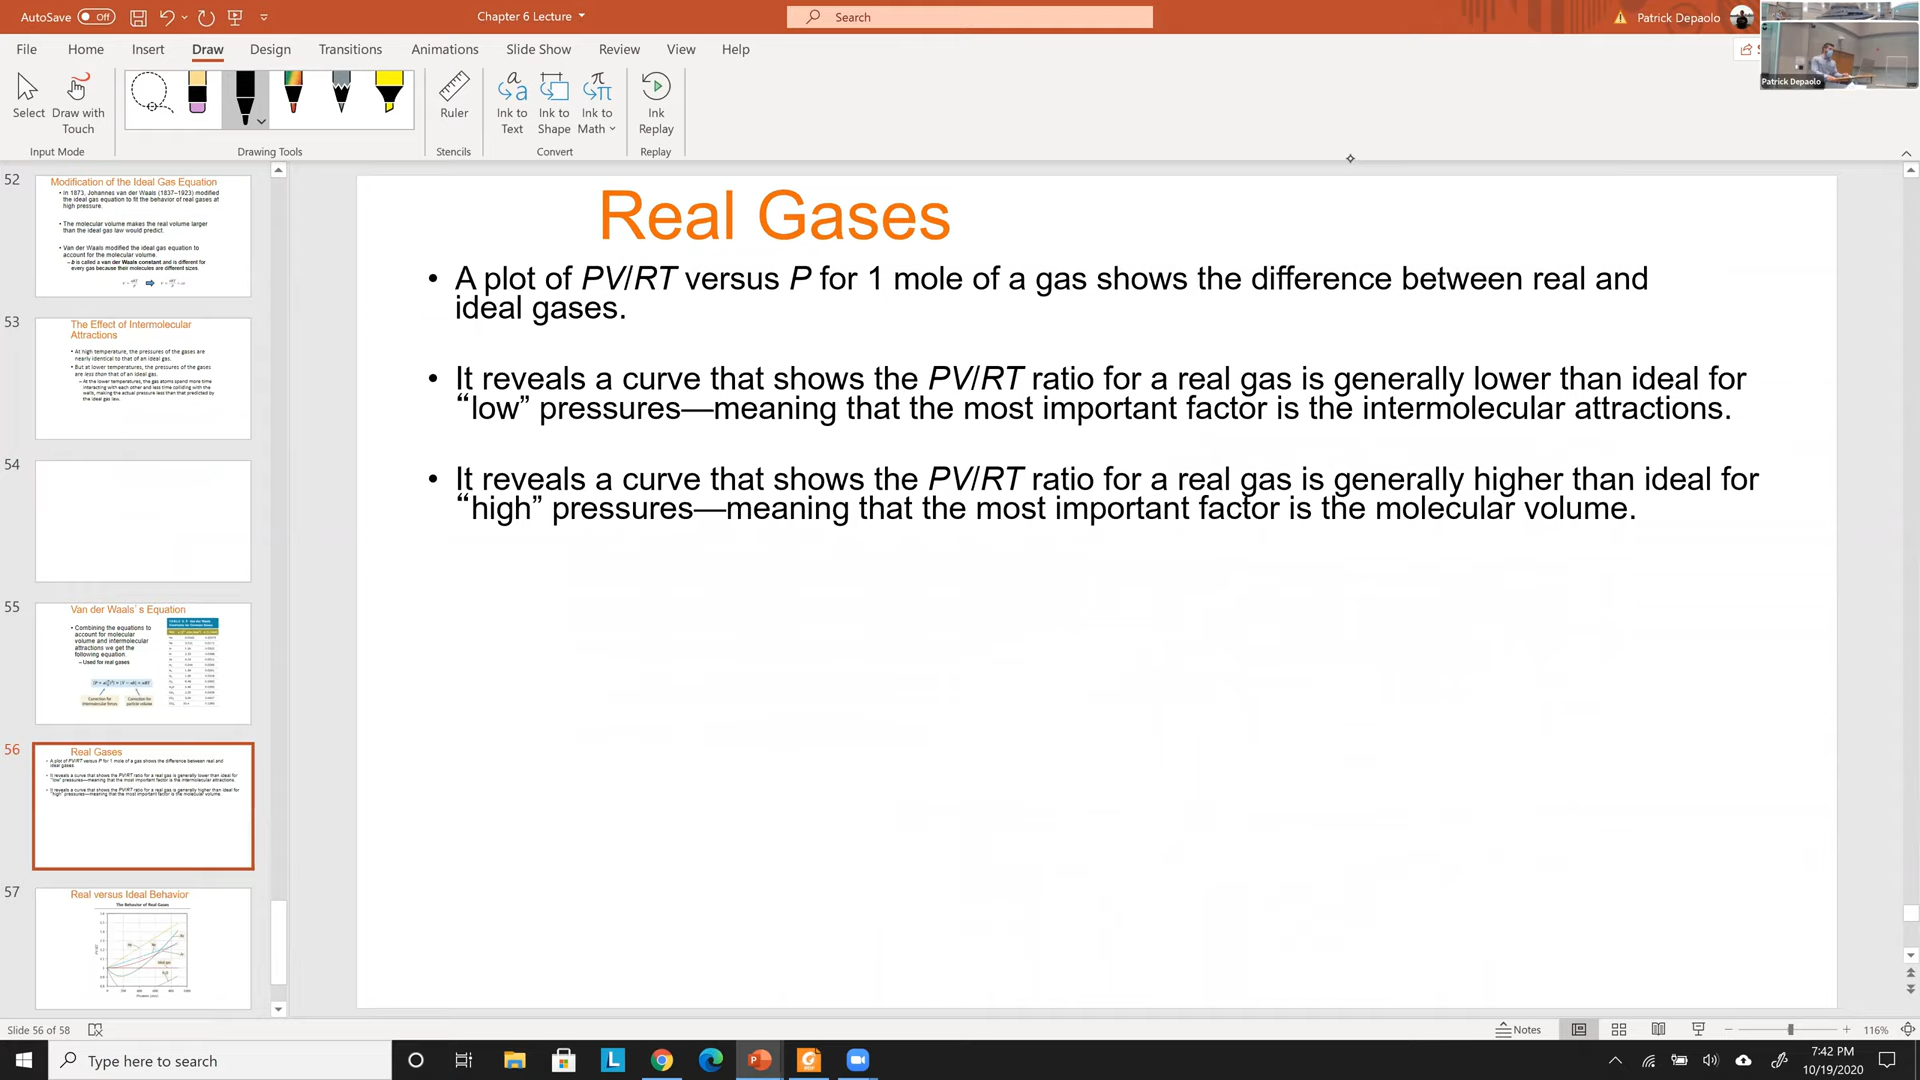 AutoSave Off
Chapter 6 Lecture
Search
Patrick Depaolo
File Home Insert Draw Design Transitions Animations Slide Show Review View Help
Select
Draw with Touch
Input Mode
Drawing Tools
Ruler
Stencils
Ink to Text
Ink to Shape
Ink to Math
Convert
Ink Replay
Replay
Patrick Depaolo
52
Modification of the Ideal Gas Equation
• In 1873, Johannes van der Waals (1837–1923) modified
the ideal gas equation to fit the behavior of real gases at
high pressure.
• The molecular volume makes the real volume larger
than the ideal gas law would predict.
• Van der Waals modified the ideal gas equation to
account for the molecular volume.
– b is called a van der Waals constant and is different for
every gas because their molecules are different sizes
53
The Effect of Intermolecular
Attractions
• At high temperature, the pressures of the gases are
nearly identical to that of an ideal gas.
• But at lower temperatures, the pressures of the gases
are less than that of an ideal gas.
– At the lower temperatures, the gas atoms spend more time
interacting with each other and less time colliding with the
walls, making the actual pressure less than that predicted by
the ideal gas law.
54
55
Van der Waals's Equation
• Combining the equations to
account for molecular
volume and intermolecular
attractions we get the
following equation.
– Used for real gases
Correction for
intermolecular forces
Correction for
particle volume
56
Real Gases
• A plot of PV/RT versus P for 1 mole of a gas shows the difference between real and
ideal gases.
• It reveals a curve that shows the PV/RT ratio for a real gas is generally lower than ideal for
“low” pressures—meaning that the most important factor is the intermolecular attractions.
• It reveals a curve that shows the PV/RT ratio for a real gas is generally higher than ideal for
“high” pressures—meaning that the most important factor is the molecular volume.
57
Real versus Ideal Behavior
The Behavior of Real Gases
Real Gases
• A plot of PV/RT versus P for 1 mole of a gas shows the difference between real and
ideal gases.
• It reveals a curve that shows the PV/RT ratio for a real gas is generally lower than ideal for
“low” pressures—meaning that the most important factor is the intermolecular attractions.
• It reveals a curve that shows the PV/RT ratio for a real gas is generally higher than ideal for
“high” pressures—meaning that the most important factor is the molecular volume.
Slide 56 of 58
Notes
116%
Type here to search
7:42 PM
10/19/2020